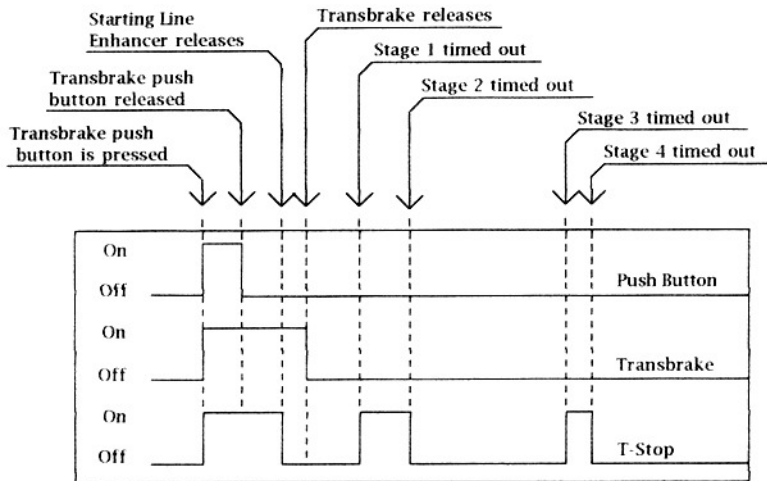 Starting Line
Enhancer releases
Transbrake releases
Stage 1 timed out
Transbrake push
button released
Stage 2 timed out
Stage 3 timed out
Transbrake push
button is pressed
Stage 4 timed out
On
Off
Push Button
On
Off
Transbrake
On
Off
T-Stop